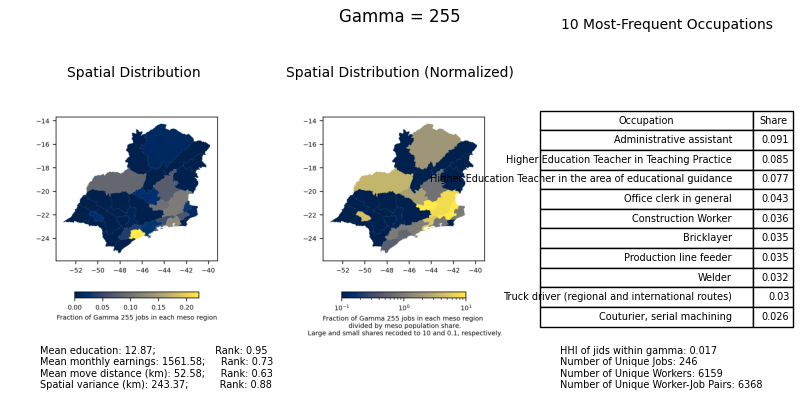 Gamma = 255
10 Most-Frequent Occupations
Spatial Distribution
Spatial Distribution (Normalized)
Occupation Share
Administrative assistant 0.091
Higher Education Teacher in Teaching Practice 0.085
Higher Education Teacher in the area of educational guidance 0.077
Office clerk in general 0.043
Construction Worker 0.036
Bricklayer 0.035
Production line feeder 0.035
Welder 0.032
Truck driver (regional and international routes) 0.03
Couturier, serial machining 0.026
−14
−16
−18
−20
−22
−24
−52 −50 −48 −46 −44 −42 −40
0.00 0.05 0.10 0.15 0.20
Fraction of Gamma 255 jobs in each meso region
−14
−16
−18
−20
−22
−24
−52 −50 −48 −46 −44 −42 −40
10⁻¹ 10⁰ 10¹
Fraction of Gamma 255 jobs in each meso region
divided by meso population share.
Large and small shares recoded to 10 and 0.1, respectively.
Mean education: 12.87; Rank: 0.95
Mean monthly earnings: 1561.58; Rank: 0.73
Mean move distance (km): 52.58; Rank: 0.63
Spatial variance (km): 243.37; Rank: 0.88
HHI of jids within gamma: 0.017
Number of Unique Jobs: 246
Number of Unique Workers: 6159
Number of Unique Worker-Job Pairs: 6368